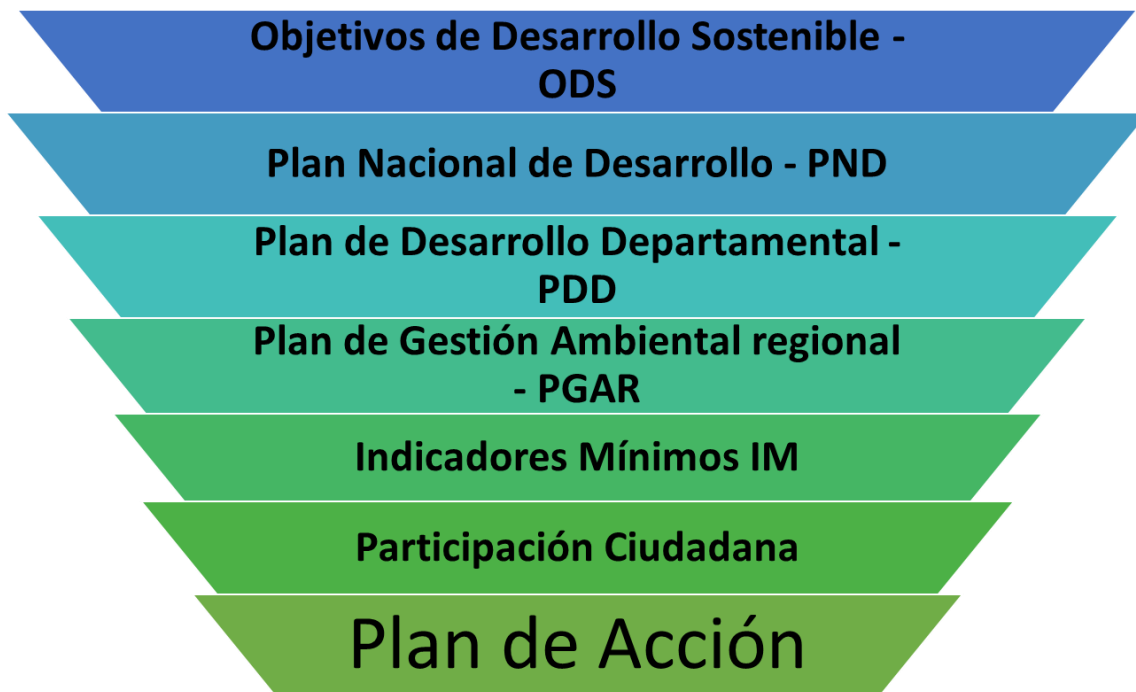 Objetivos de Desarrollo Sostenible -
ODS
Plan Nacional de Desarrollo - PND
Plan de Desarrollo Departamental -
PDD
Plan de Gestión Ambiental regional
- PGAR
Indicadores Mínimos IM
Participación Ciudadana
Plan de Acción